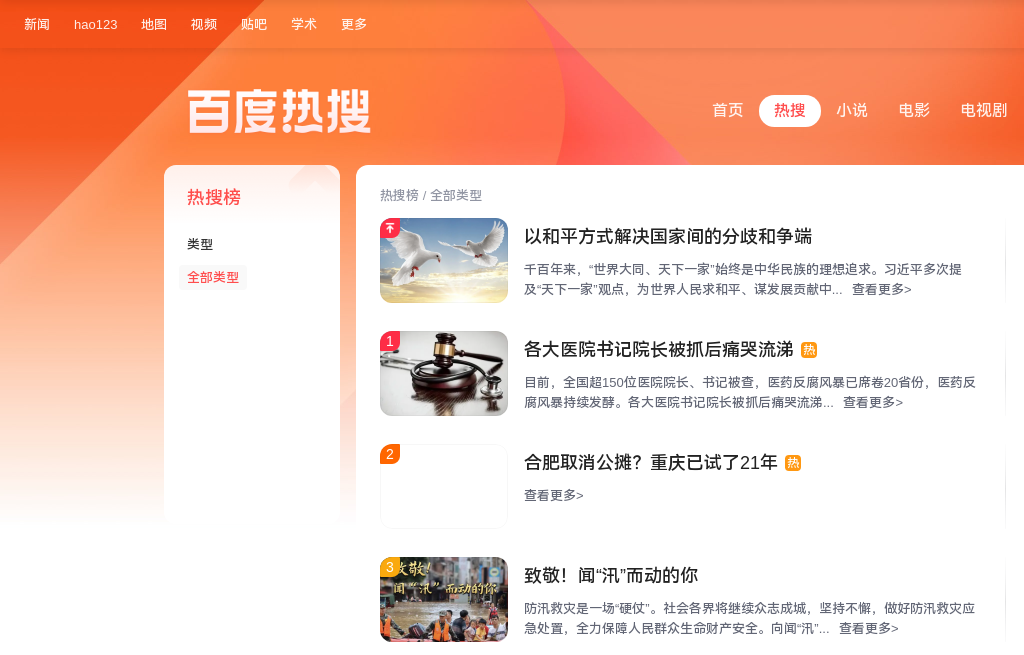 新闻 hao123 地图 视频 贴吧 学术 更多
百度热搜
首页 热搜 小说 电影 电视剧
热搜榜
类型
全部类型
热搜榜 / 全部类型
以和平方式解决国家间的分歧和争端
千百年来，“世界大同、天下一家”始终是中华民族的理想追求。习近平多次提
及“天下一家”观点，为世界人民求和平、谋发展贡献中... 查看更多>
1
各大医院书记院长被抓后痛哭流涕 热
目前，全国超150位医院院长、书记被查，医药反腐风暴已席卷20省份，医药反
腐风暴持续发酵。各大医院书记院长被抓后痛哭流涕... 查看更多>
2
合肥取消公摊？重庆已试了21年 热
查看更多>
3
致敬！
闻“汛”而动的你
致敬！闻“汛”而动的你
防汛救灾是一场“硬仗”。社会各界将继续众志成城，坚持不懈，做好防汛救灾应
急处置，全力保障人民群众生命财产安全。向闻“汛”... 查看更多>